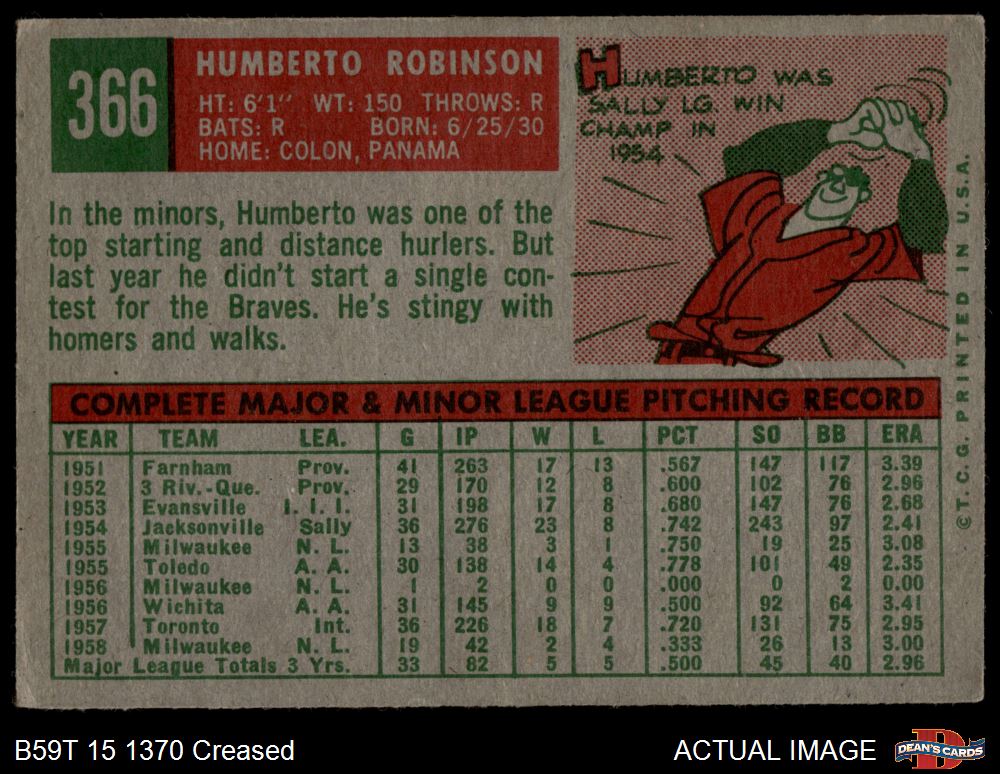 366
HUMBERTO ROBINSON
HT: 6'1" WT: 150 THROWS: R
BATS: R BORN: 6/25/30
HOME: COLON, PANAMA
HUMBERTO WAS
SALLY LG. WIN
CHAMP IN
1954
In the minors, Humberto was one of the
top starting and distance hurlers. But
last year he didn't start a single con-
test for the Braves. He's stingy with
homers and walks.
COMPLETE MAJOR & MINOR LEAGUE PITCHING RECORD
YEAR TEAM LEA. G IP W L PCT SO BB ERA
1951 Farnham Prov. 41 263 17 13 .567 147 117 3.39
1952 3 Riv.-Que. Prov. 29 170 12 8 .600 102 76 2.96
1953 Evansville I. I. I. 31 198 17 8 .680 147 76 2.68
1954 Jacksonville Sally 36 276 23 8 .742 243 97 2.41
1955 Milwaukee N. L. 13 38 3 1 .750 19 25 3.08
1955 Toledo A. A. 30 138 14 4 .778 101 49 2.35
1956 Milwaukee N. L. 1 2 0 0 .000 0 2 0.00
1956 Wichita A. A. 31 145 9 9 .500 92 64 3.41
1957 Toronto Int. 36 226 18 7 .720 131 75 2.95
1958 Milwaukee N. L. 19 42 2 4 .333 26 13 3.00
Major League Totals 3 Yrs. 33 82 5 5 .500 45 40 2.96
© T. C. G. PRINTED IN U.S.A.
B59T 15 1370 Creased
ACTUAL IMAGE
D
DEAN'S CARDS